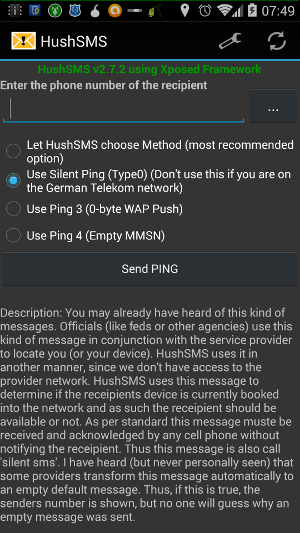 07:49
HushSMS
HushSMS v2.7.2 using Xposed Framework
Enter the phone number of the recipient
...
Let HushSMS choose Method (most recommended
option)
Use Silent Ping (Type0) (Don't use this if you are on
the German Telekom network)
Use Ping 3 (0-byte WAP Push)
Use Ping 4 (Empty MMSN)
Send PING
Description: You may already have heard of this kind of
messages. Officials (like feds or other agencies) use this
kind of message in conjunction with the service provider
to locate you (or your device). HushSMS uses it in
another manner, since we don't have access to the
provider network. HushSMS uses this message to
determine if the receipients device is currently booked
into the network and as such the receipient should be
available or not. As per standard this message muste be
received and acknowledged by any cell phone without
notifying the receipient. Thus this message is also call
'silent sms'. I have heard (but never personally seen) that
some providers transform this message automatically to
an empty default message. Thus, if this is true, the
senders number is shown, but no one will guess why an
empty message was sent.